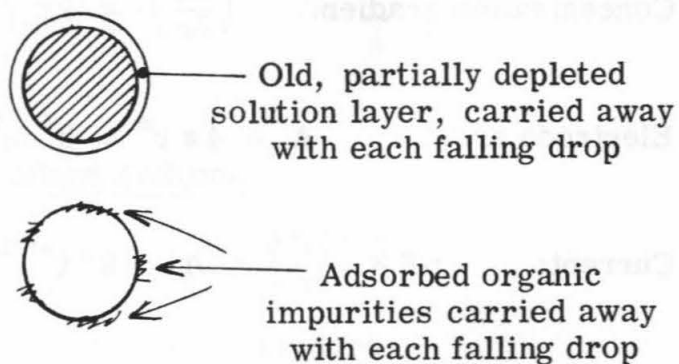 Old, partially depleted
solution layer, carried away
with each falling drop
Adsorbed organic
impurities carried away
with each falling drop